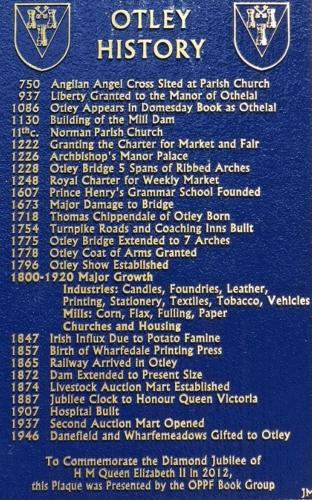 OTLEY
HISTORY
750 Anglian Angel Cross Sited at Parish Church
937 Liberty Granted to the Manor of Othelai
1086 Otley Appears in Domesday Book as Othelai
1130 Building of the Mill Dam
11thc. Norman Parish Church
1222 Granting the Charter for Market and Fair
1226 Archbishop's Manor Palace
1228 Otley Bridge 5 Spans of Ribbed Arches
1248 Royal Charter for Weekly Market
1607 Prince Henry's Grammar School Founded
1673 Major Damage to Bridge
1718 Thomas Chippendale of Otley Born
1754 Turnpike Roads and Coaching Inns Built
1775 Otley Bridge Extended to 7 Arches
1778 Otley Coat of Arms Granted
1796 Otley Show Established
1800-1920 Major Growth
Industries: Candles, Foundries, Leather,
Printing, Stationery, Textiles, Tobacco, Vehicles
Mills: Corn, Flax, Fulling, Paper
Churches and Housing
1847 Irish Influx Due to Potato Famine
1857 Birth of Wharfedale Printing Press
1865 Railway Arrived in Otley
1872 Dam Extended to Present Size
1874 Livestock Auction Mart Established
1887 Jubilee Clock to Honour Queen Victoria
1907 Hospital Built
1937 Second Auction Mart Opened
1946 Danefield and Wharfemeadows Gifted to Otley
To Commemorate the Diamond Jubilee of
H M Queen Elizabeth II in 2012,
this Plaque was Presented by the OPPF Book Group
JM